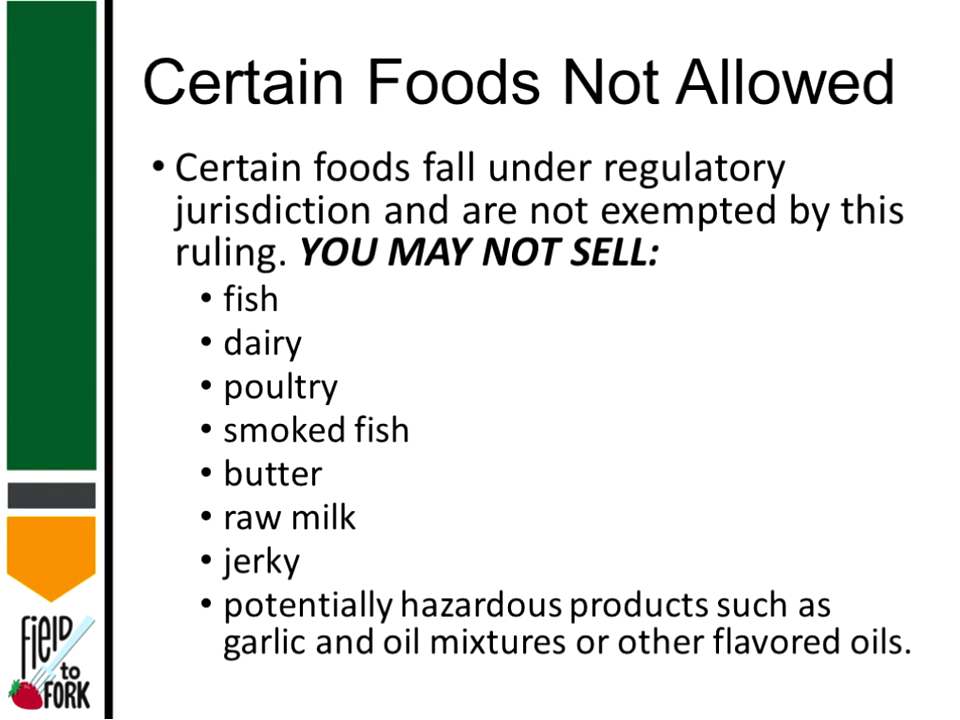 Certain Foods Not Allowed
• Certain foods fall under regulatory
jurisdiction and are not exempted by this
ruling. YOU MAY NOT SELL:
• fish
• dairy
• poultry
• smoked fish
• butter
• raw milk
• jerky
• potentially hazardous products such as
garlic and oil mixtures or other flavored oils.
FiELD
to
FORK